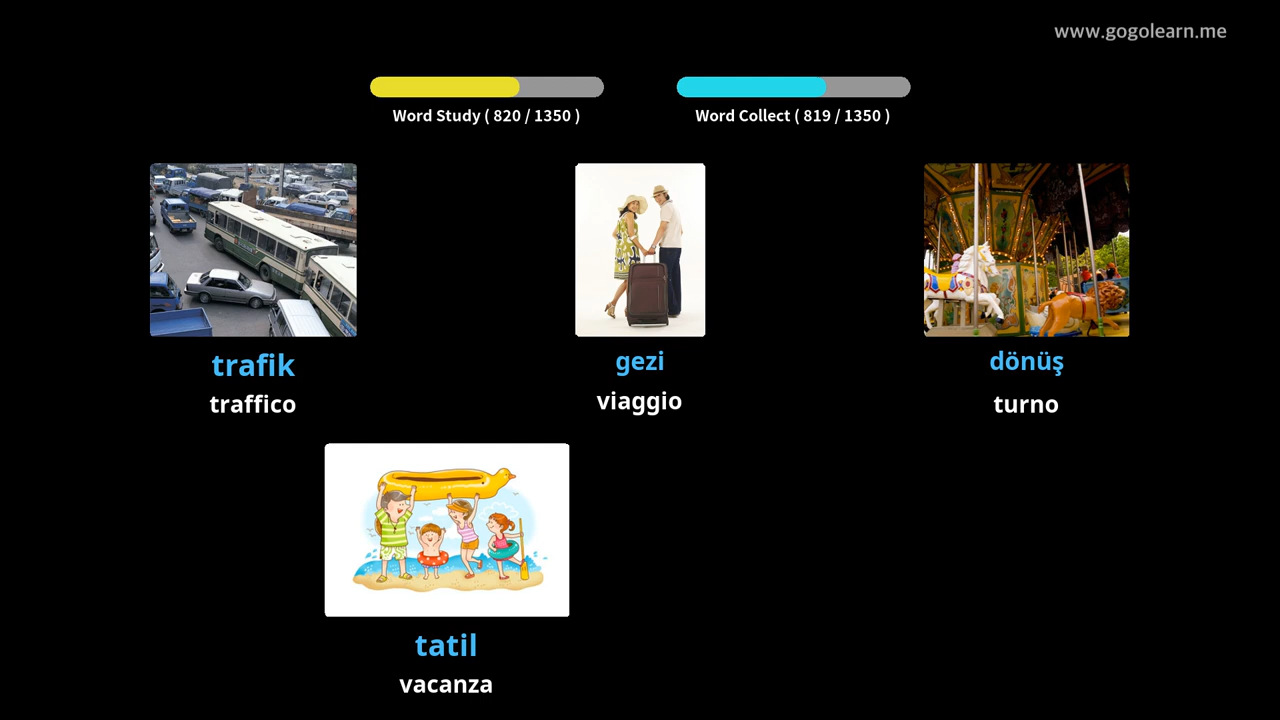 www.gogolearn.me
Word Study ( 820 / 1350 )
Word Collect ( 819 / 1350 )
trafik
traffico
gezi
viaggio
dönüş
turno
tatil
vacanza